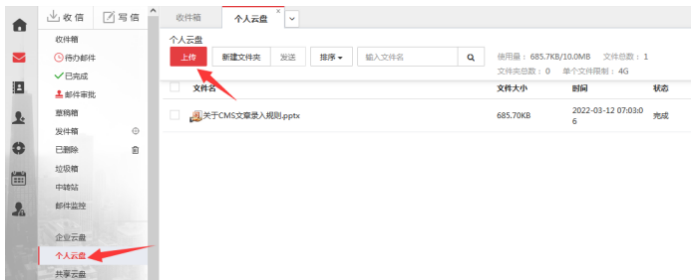 收信 写信
收件箱
待办邮件
已完成
邮件审批
草稿箱
发件箱
已删除
垃圾箱
中转站
邮件监控
企业云盘
个人云盘
共享云盘
收件箱 个人云盘 ×
个人云盘
上传 新建文件夹 发送 排序 输入文件名
使用量：685.7KB/10.0MB 文件总数：1
文件夹总数：0 单个文件限制：4G
文件名 文件大小 时间 状态
关于CMS文章录入规则.pptx 685.70KB 2022-03-12 07:03:0
6 完成